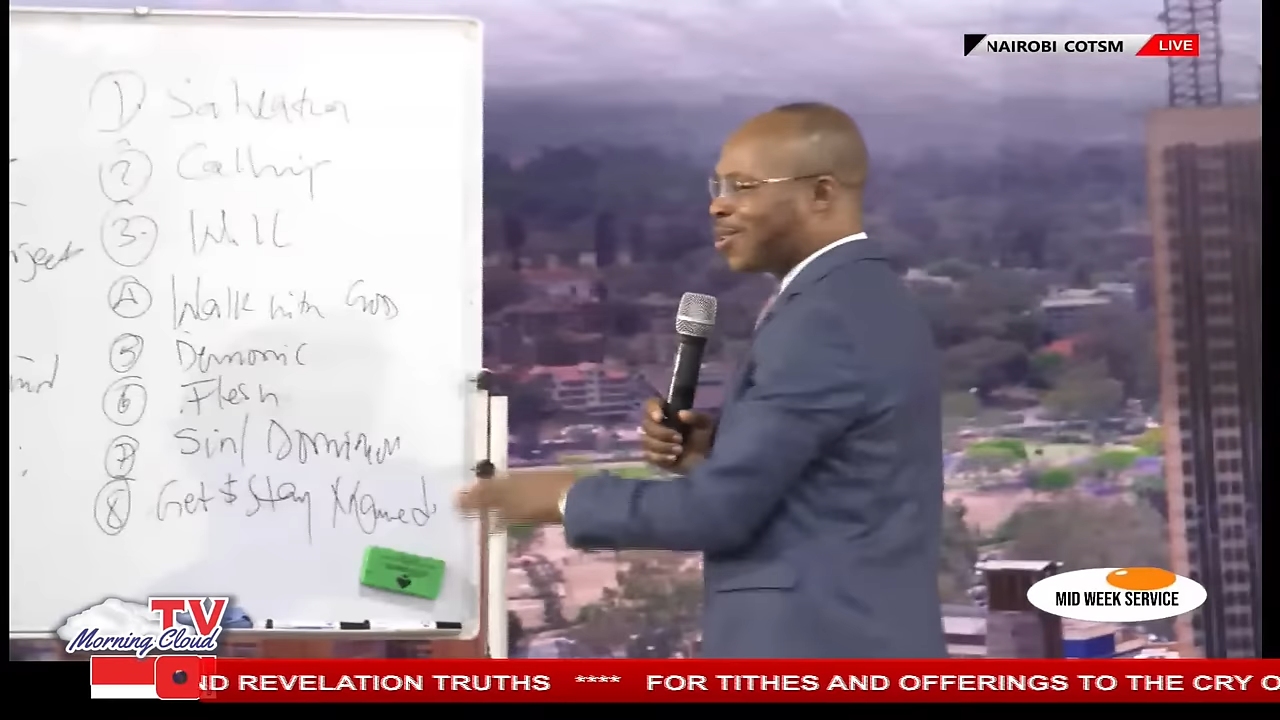 NAIROBI COTSM LIVE
1 Salvation
2 Calling
3. Will
4 Walk with GOD
5 Demonic
6 Flesh
7 Sin/ Dominion
8 Get $ Stay
MID WEEK SERVICE
TV
Morning Cloud
ND REVELATION TRUTHS **** FOR TITHES AND OFFERINGS TO THE CRY O